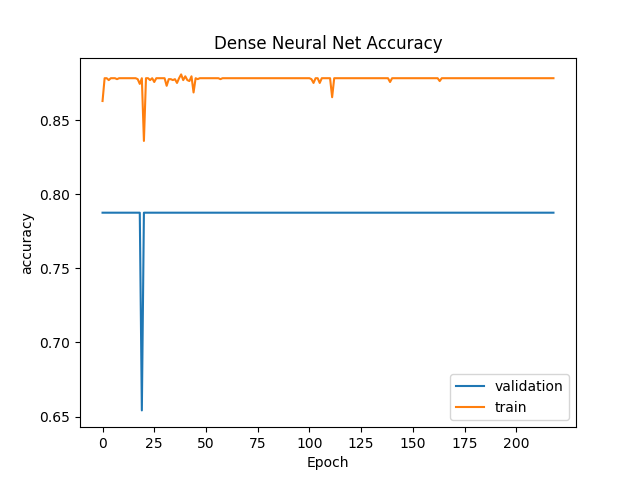 Dense Neural Net Accuracy
accuracy
0.85
0.80
0.75
0.70
0.65
validation
train
0 25 50 75 100 125 150 175 200
Epoch